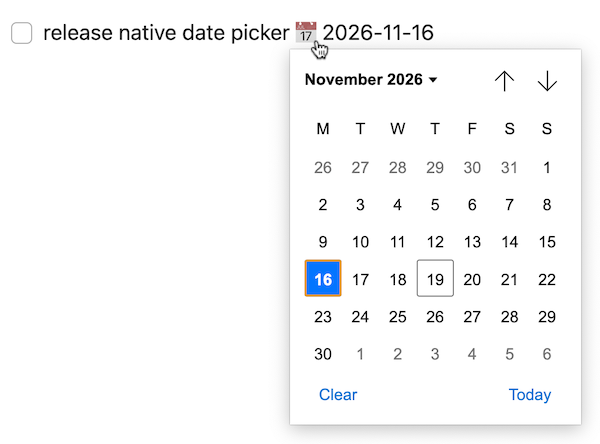 release native date picker 📅 2026-11-16
November 2026
M T W T F S S
26 27 28 29 30 31 1
2 3 4 5 6 7 8
9 10 11 12 13 14 15
16 17 18 19 20 21 22
23 24 25 26 27 28 29
30 1 2 3 4 5 6
Clear Today